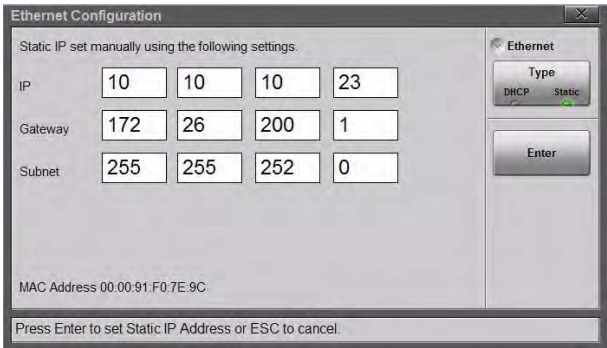 Ethernet Configuration
Static IP set manually using the following settings.
IP 10 10 10 23
Gateway 172 26 200 1
Subnet 255 255 252 0
MAC Address 00:00:91:F0:7E:9C
Press Enter to set Static IP Address or ESC to cancel.
Ethernet
Type
DHCP Static
Enter